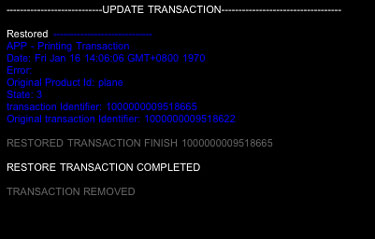 ----------------------------UPDATE TRANSACTION-----------------------------------
Restored -----------------------------
APP - Printing Transaction
Data: Fri Jan 16 14:06:05 GMT+0800 1970
Error:
Original Product Id: plane
State: 3
transaction Identifier: 1000000009518665
Original transaction Identifier: 1000000009518622
RESTORED TRANSACTION FINISH 1000000009518665
RESTORE TRANSACTION COMPLETED
TRANSACTION REMOVED